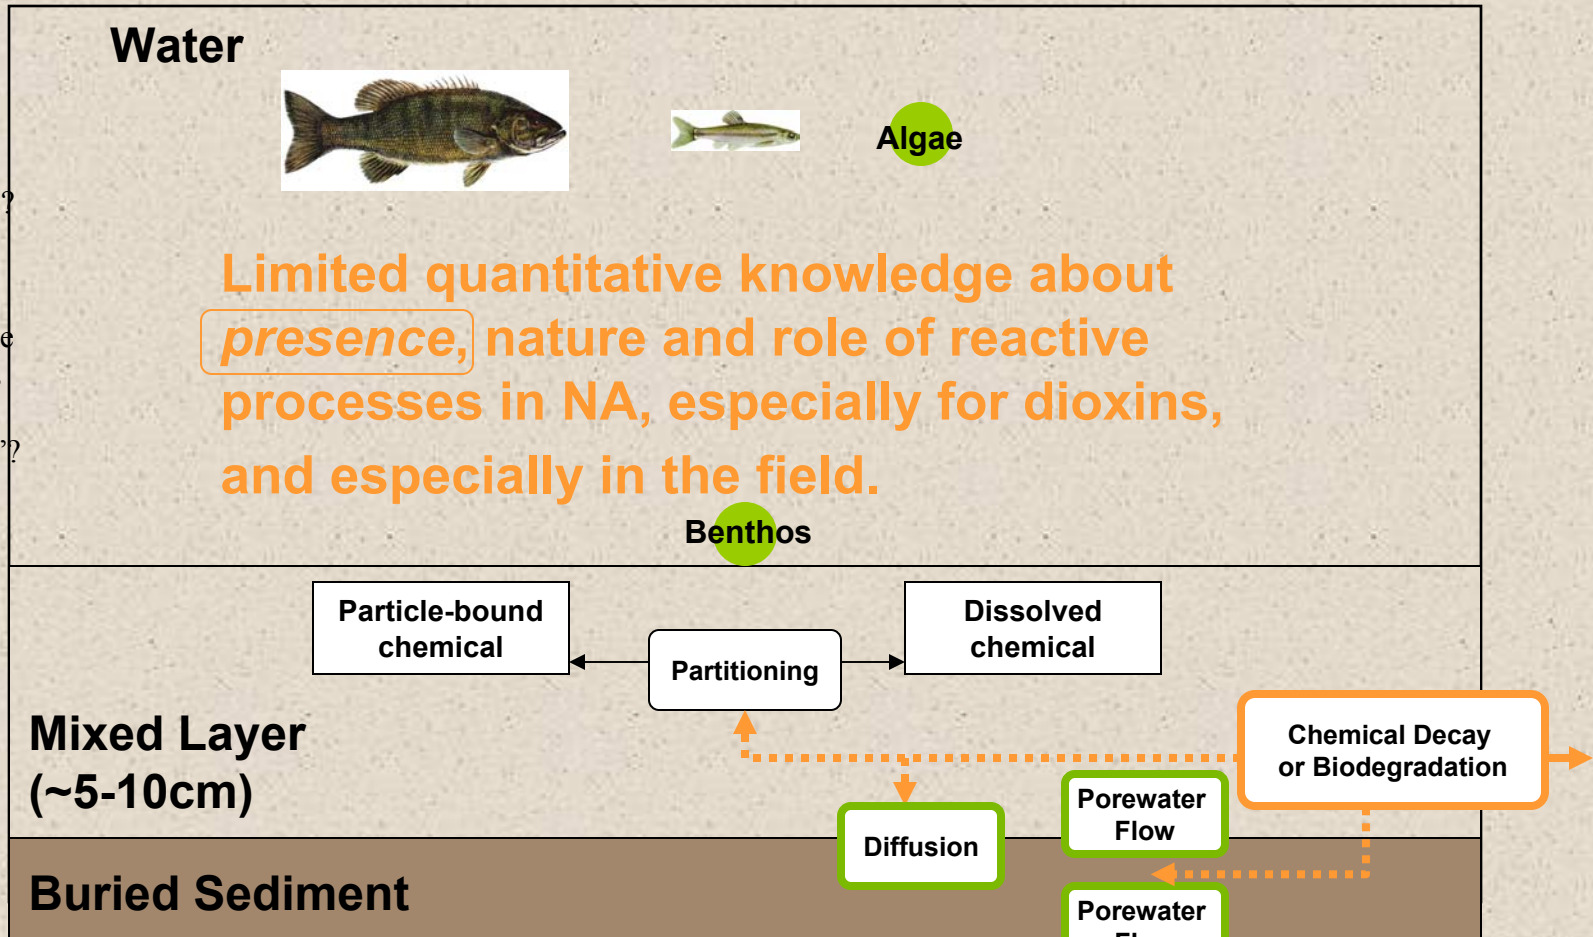 Water
Algae
?
Limited quantitative knowledge about
presence, nature and role of reactive
e
processes in NA, especially for dioxins,
”?
and especially in the field.
Benthos
Particle-bound
chemical
Partitioning
Dissolved
chemical
Mixed Layer
(~5-10cm)
Chemical Decay
or Biodegradation
Porewater
Flow
Diffusion
Buried Sediment
Porewater